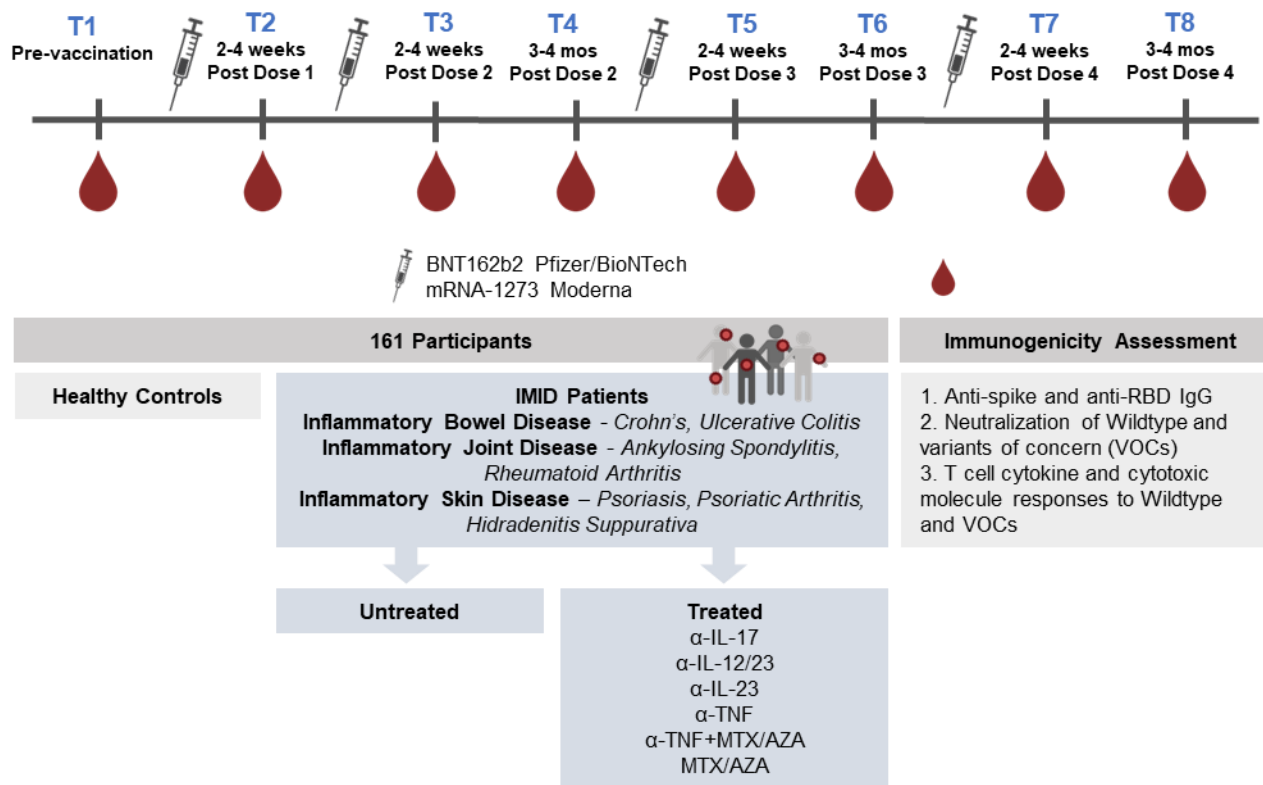 T1
Pre-vaccination
T2
2-4 weeks
Post Dose 1
T3
2-4 weeks
Post Dose 2
T4
3-4 mos
Post Dose 2
T5
2-4 weeks
Post Dose 3
T6
3-4 mos
Post Dose 3
T7
2-4 weeks
Post Dose 4
T8
3-4 mos
Post Dose 4
BNT162b2 Pfizer/BioNTech
mRNA-1273 Moderna
161 Participants
Healthy Controls
IMID Patients
Inflammatory Bowel Disease - Crohn's, Ulcerative Colitis
Inflammatory Joint Disease - Ankylosing Spondylitis,
Rheumatoid Arthritis
Inflammatory Skin Disease – Psoriasis, Psoriatic Arthritis,
Hidradenitis Suppurativa
Untreated
Treated
α-IL-17
α-IL-12/23
α-IL-23
α-TNF
α-TNF+MTX/AZA
MTX/AZA
Immunogenicity Assessment
1. Anti-spike and anti-RBD IgG
2. Neutralization of Wildtype and
variants of concern (VOCs)
3. T cell cytokine and cytotoxic
molecule responses to Wildtype
and VOCs